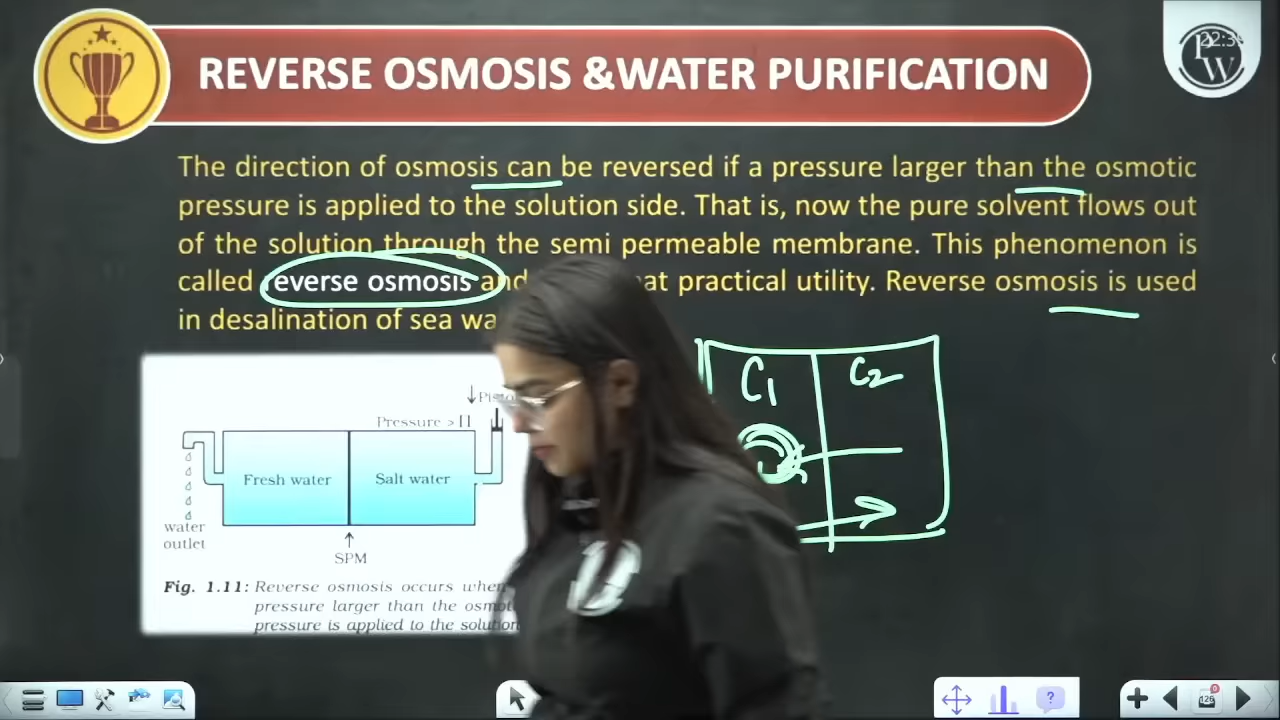 REVERSE OSMOSIS &WATER PURIFICATION
The direction of osmosis can be reversed if a pressure larger than the osmotic
pressure is applied to the solution side. That is, now the pure solvent flows out
of the solution through the semi permeable membrane. This phenomenon is
called reverse osmosis and practical utility. Reverse osmosis is used
in desalination of sea
C1 C2
Pressure > Π
Fresh water Salt water
water
outlet
SPM
Fig. 1.11: Reverse osmosis occurs when
pressure larger than the
pressure is applied to the solution
PW
126